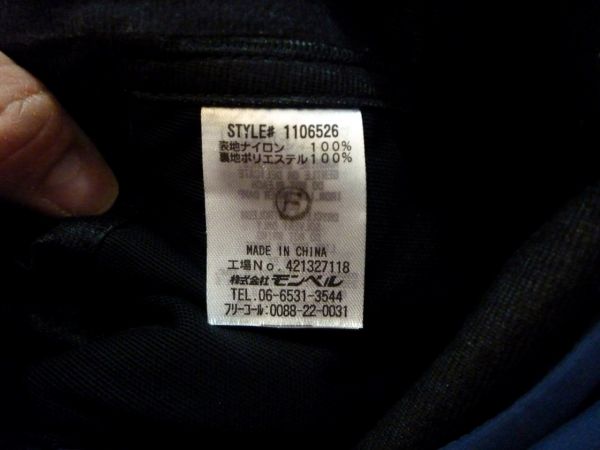 STYLE# 1106526
表地ナイロン 100%
裏地ポリエステル100%
F
MADE IN CHINA
工場No. 421327118
株式会社 モンベル
TEL. 06-6531-3544
フリーコール:0088-22-0031